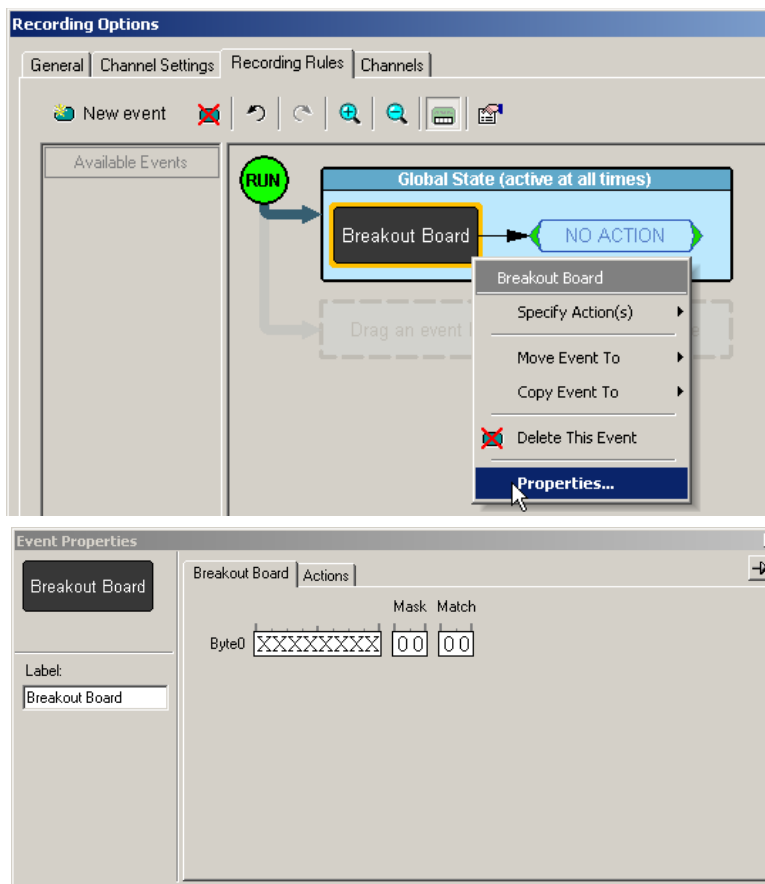 Recording Options
General Channel Settings Recording Rules Channels
New event
Available Events
RUN
Global State (active at all times)
Breakout Board NO ACTION
Breakout Board
Drag an event
Specify Action(s)
Move Event To
Copy Event To
Delete This Event
Properties...
Event Properties
Breakout Board
Breakout Board Actions
Mask Match
Byte0 XXXXXXXX 00 00
Label:
Breakout Board